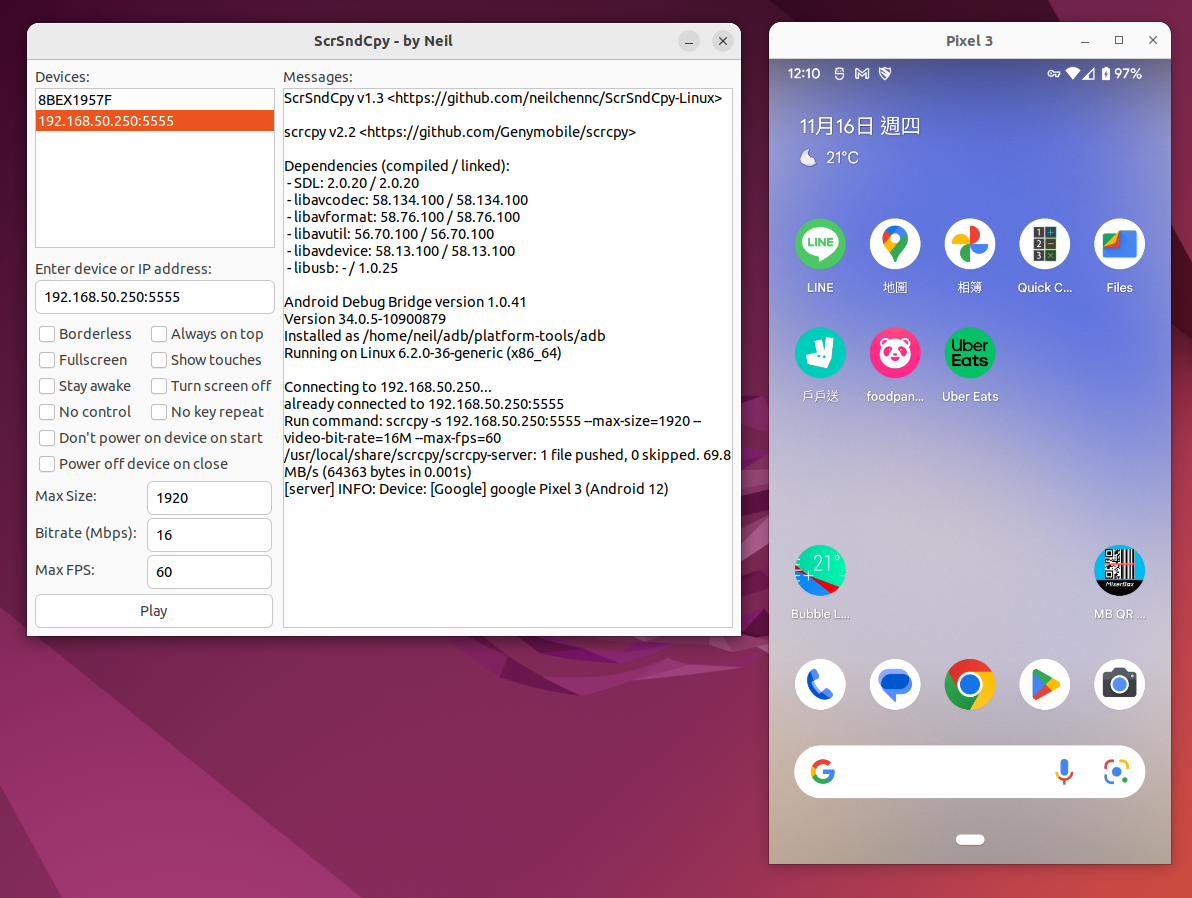 ScrSndCpy - by Neil
Devices:
8BEX1957F
192.168.50.250:5555
Enter device or IP address:
192.168.50.250:5555
Borderless
Always on top
Fullscreen
Show touches
Stay awake
Turn screen off
No control
No key repeat
Don't power on device on start
Power off device on close
Max Size:
1920
Bitrate (Mbps):
16
Max FPS:
60
Play
Messages:
ScrSndCpy v1.3 <https://github.com/neilchennc/ScrSndCpy-Linux>
scrcpy v2.2 <https://github.com/Genymobile/scrcpy>
Dependencies (compiled / linked):
- SDL: 2.0.20 / 2.0.20
- libavcodec: 58.134.100 / 58.134.100
- libavformat: 58.76.100 / 58.76.100
- libavutil: 56.70.100 / 56.70.100
- libavdevice: 58.13.100 / 58.13.100
- libusb: - / 1.0.25
Android Debug Bridge version 1.0.41
Version 34.0.5-10900879
Installed as /home/neil/adb/platform-tools/adb
Running on Linux 6.2.0-36-generic (x86_64)
Connecting to 192.168.50.250...
already connected to 192.168.50.250:5555
Run command: scrcpy -s 192.168.50.250:5555 --max-size=1920 --
video-bit-rate=16M --max-fps=60
/usr/local/share/scrcpy/scrcpy-server: 1 file pushed, 0 skipped. 69.8
MB/s (64363 bytes in 0.001s)
[server] INFO: Device: [Google] google Pixel 3 (Android 12)
Pixel 3
12:10
97%
11月16日 週四
21°C
LINE
LINE
地圖
相簿
1
2
3
Quick C...
Files
戶戶送
foodpan...
Uber
Eats
Uber Eats
21°
Bubble L...
MixerBox
MB QR ...